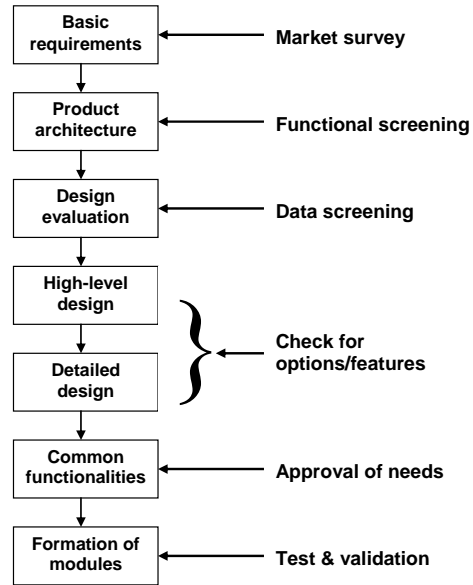 Basic
requirements
Market survey
Product
architecture
Functional screening
Design
evaluation
Data screening
High-level
design
Check for
options/features
Detailed
design
Common
functionalities
Approval of needs
Formation of
modules
Test & validation